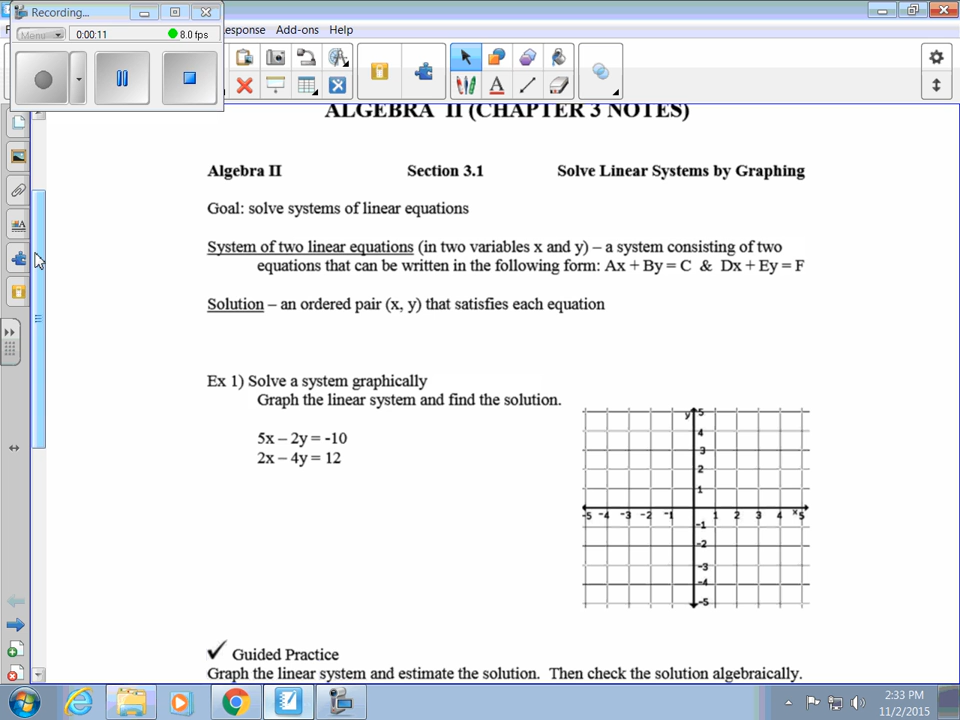 Recording...
Menu
0:00:11
8.0 fps
esponse Add-ons Help
ALGEBRA II (CHAPTER 3 NOTES)
Algebra II Section 3.1 Solve Linear Systems by Graphing
Goal: solve systems of linear equations
System of two linear equations (in two variables x and y) – a system consisting of two
equations that can be written in the following form: Ax + By = C & Dx + Ey = F
Solution – an ordered pair (x, y) that satisfies each equation
Ex 1) Solve a system graphically
Graph the linear system and find the solution.
5x – 2y = -10
2x – 4y = 12
y 5
4
3
2
1
-5 -4 -3 -2 -1 1 2 3 4 x 5
-1
-2
-3
-4
-5
✓ Guided Practice
Graph the linear system and estimate the solution. Then check the solution algebraically.
2:33 PM
11/2/2015